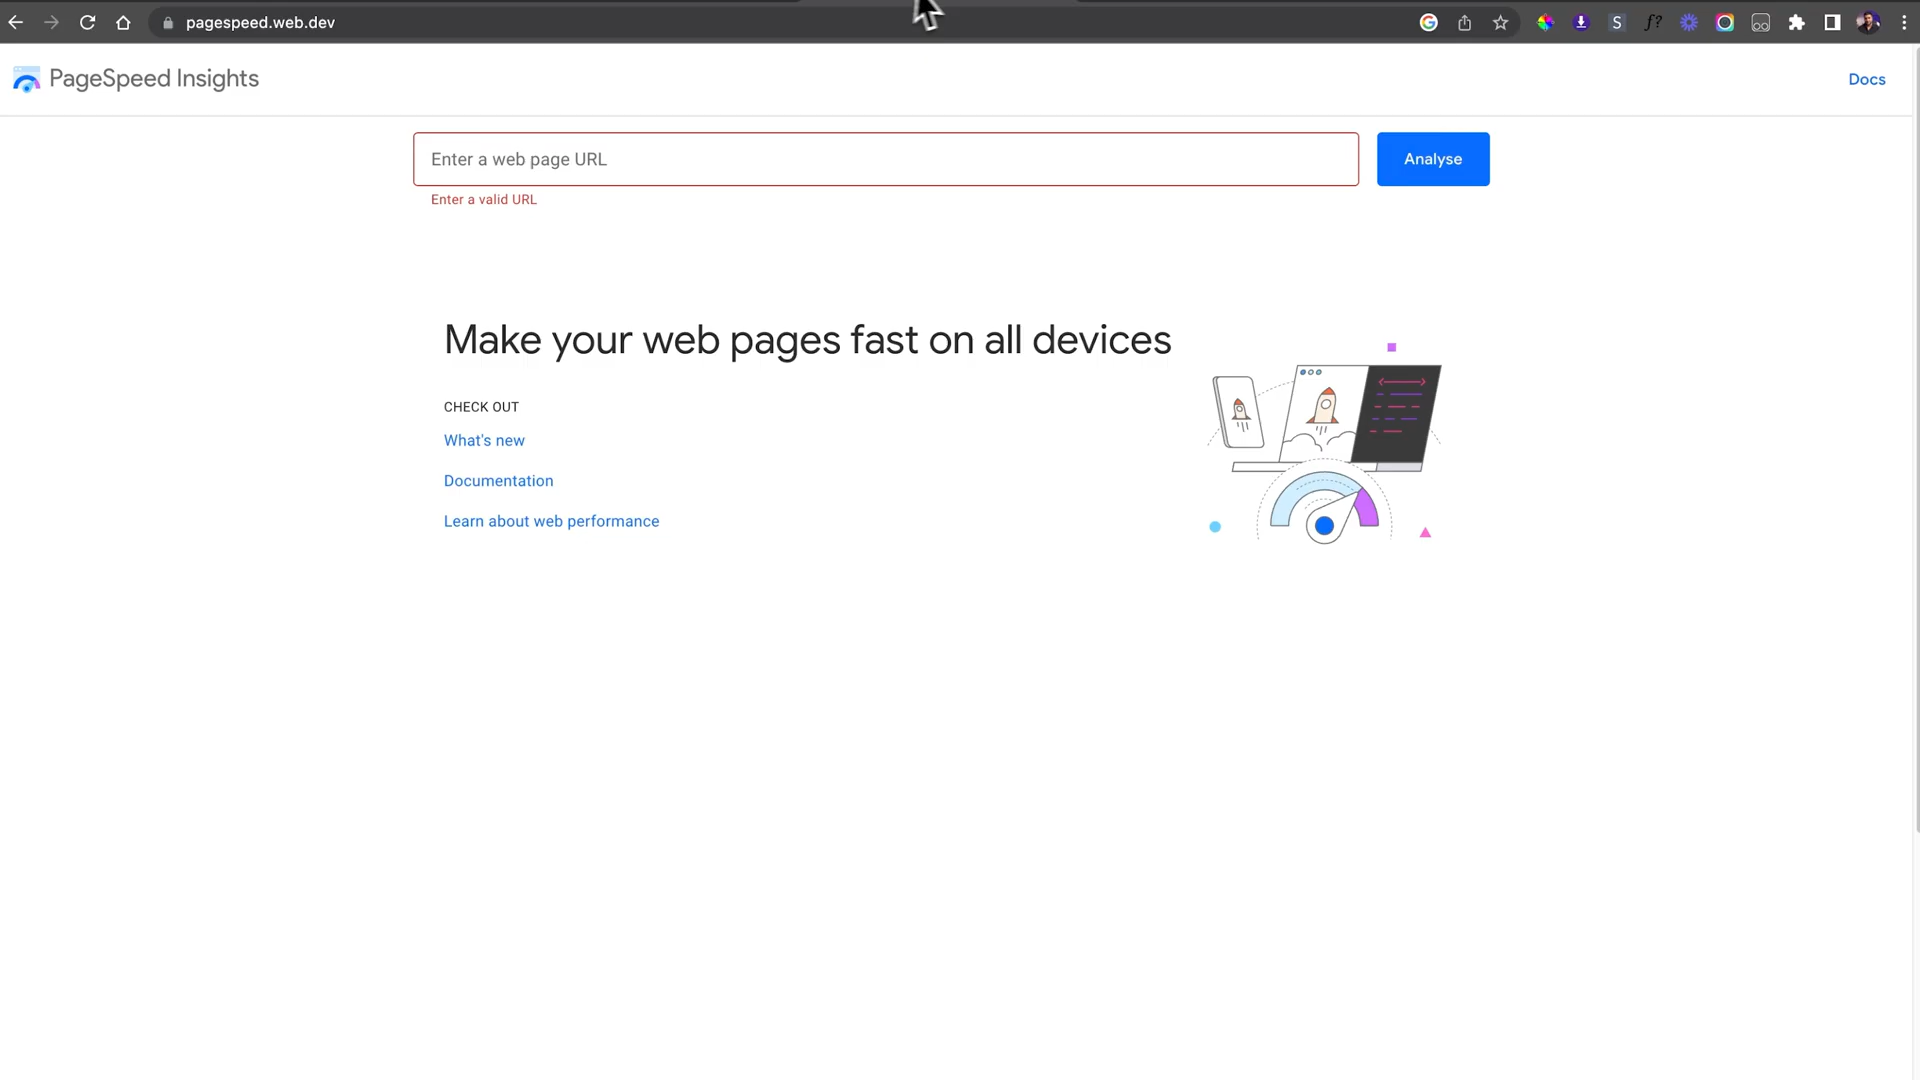 pagespeed.web.dev
S
f?
PageSpeed Insights
Docs
Enter a web page URL
Analyse
Enter a valid URL
Make your web pages fast on all devices
CHECK OUT
What's new
Documentation
Learn about web performance